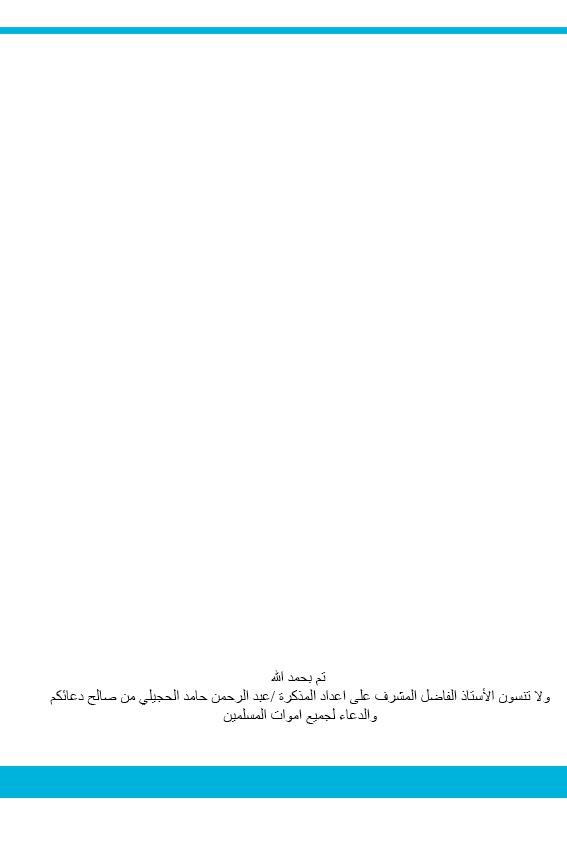 تم بحمد الله
ولا تنسون الأستاذ الفاضل المشرف على اعداد المذكرة /عبد الرحمن حامد الحجيلي من صالح دعائكم
والدعاء لجميع اموات المسلمين